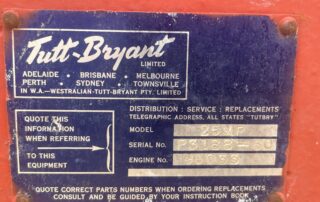 Tutt-Bryant
LIMITED
ADELAIDE • BRISBANE • MELBOURNE
PERTH • SYDNEY • TOWNSVILLE
IN W.A.—WESTRALIAN-TUTT-BRYANT PTY. LIMITED
DISTRIBUTION : SERVICE : REPLACEMENTS
TELEGRAPHIC ADDRESS, ALL STATES "TUTBRY"
QUOTE THIS
INFORMATION
WHEN REFERRING
TO THIS
EQUIPMENT
MODEL
SERIAL No.
ENGINE No.
QUOTE CORRECT PARTS NUMBERS WHEN ORDERING REPLACEMENTS
CONSULT AND BE GUIDED BY YOUR INSTRUCTION BOOK